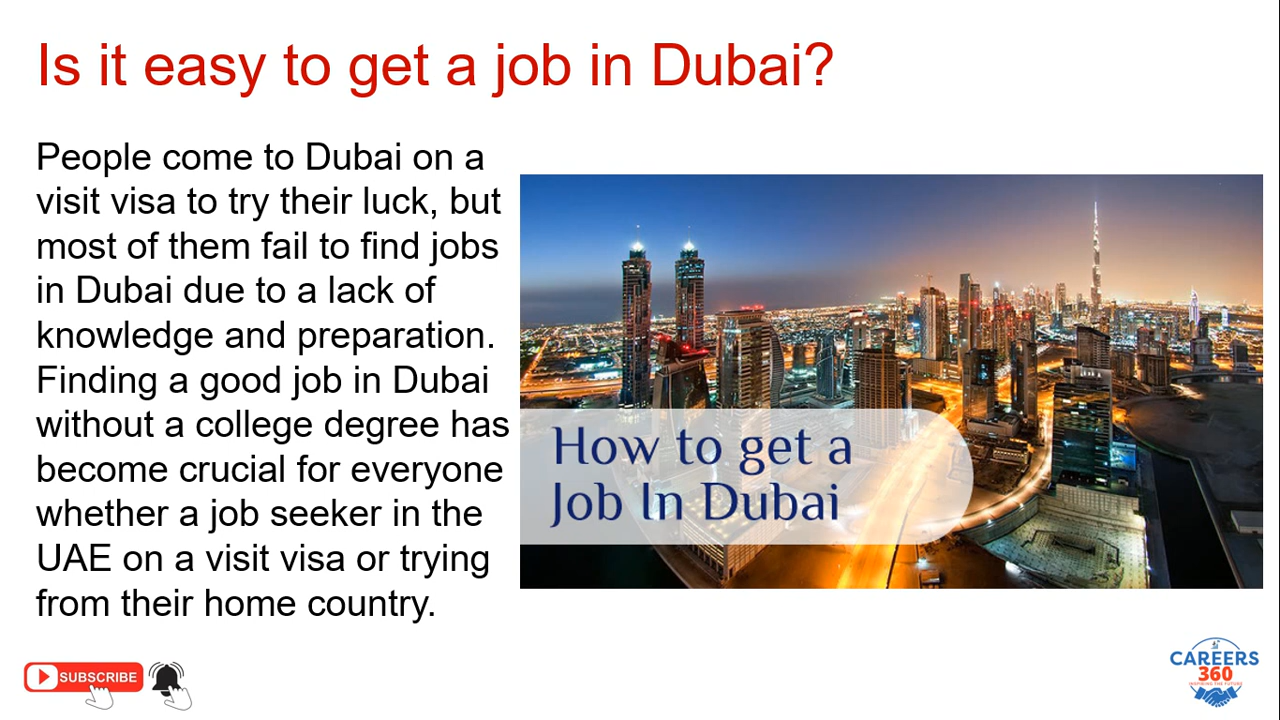 Is it easy to get a job in Dubai?
People come to Dubai on a
visit visa to try their luck, but
most of them fail to find jobs
in Dubai due to a lack of
knowledge and preparation.
Finding a good job in Dubai
without a college degree has
become crucial for everyone
whether a job seeker in the
UAE on a visit visa or trying
from their home country.
How to get a
Job In Dubai
SUBSCRIBE
CAREERS
360
INSPIRING THE FUTURE